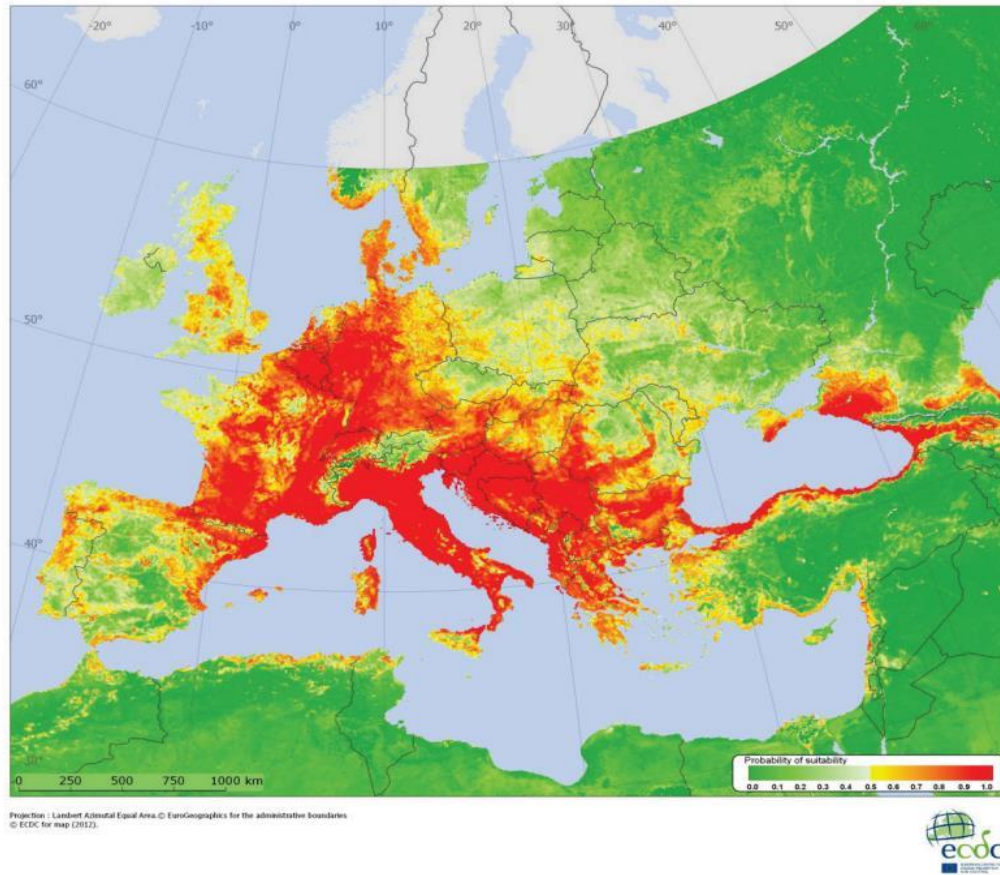 -20° -10° 0° 10° 20° 30° 40° 50° 60°
60°
50°
40°
30°
0 250 500 750 1000 km
Probability of suitability
0.0 0.1 0.2 0.3 0.4 0.5 0.6 0.7 0.8 0.9 1.0
Projection : Lambert Azimutal Equal Area.© EuroGeographics for the administrative boundaries
© ECDC for map (2012).
ecdc